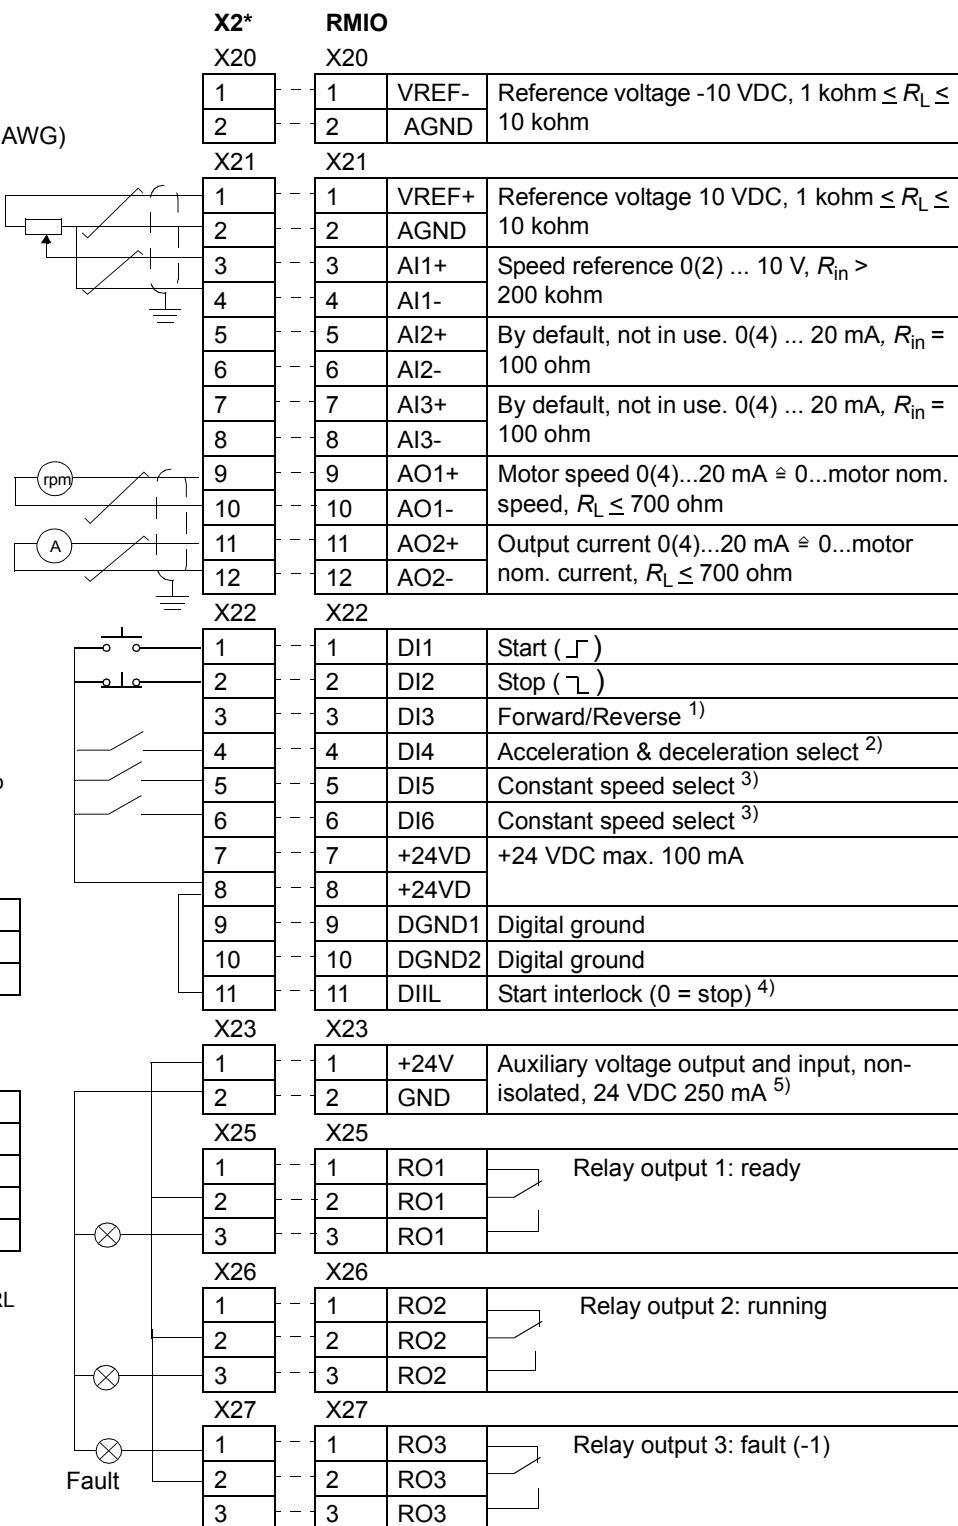 X2* RMIO
X20 X20
1 1 VREF- Reference voltage -10 VDC, 1 kohm ≤ RL ≤
2 2 AGND 10 kohm
AWG)
X21 X21
1 1 VREF+ Reference voltage 10 VDC, 1 kohm ≤ RL ≤
2 2 AGND 10 kohm
3 3 AI1+ Speed reference 0(2) ... 10 V, Rin >
4 4 AI1- 200 kohm
5 5 AI2+ By default, not in use. 0(4) ... 20 mA, Rin =
6 6 AI2- 100 ohm
7 7 AI3+ By default, not in use. 0(4) ... 20 mA, Rin =
8 8 AI3- 100 ohm
rpm 9 9 AO1+ Motor speed 0(4)...20 mA ≙ 0...motor nom.
10 10 AO1- speed, RL ≤ 700 ohm
A 11 11 AO2+ Output current 0(4)...20 mA ≙ 0...motor
12 12 AO2- nom. current, RL ≤ 700 ohm
X22 X22
1 1 DI1 Start ( )
2 2 DI2 Stop ( )
3 3 DI3 Forward/Reverse 1)
4 4 DI4 Acceleration & deceleration select 2)
5 5 DI5 Constant speed select 3)
6 6 DI6 Constant speed select 3)
7 7 +24VD +24 VDC max. 100 mA
8 8 +24VD
9 9 DGND1 Digital ground
10 10 DGND2 Digital ground
11 11 DIIL Start interlock (0 = stop) 4)
X23 X23
1 1 +24V Auxiliary voltage output and input, non-
2 2 GND isolated, 24 VDC 250 mA 5)
X25 X25
1 1 RO1 Relay output 1: ready
2 2 RO1
3 3 RO1
X26 X26
1 1 RO2 Relay output 2: running
2 2 RO2
3 3 RO2
X27 X27
1 1 RO3 Relay output 3: fault (-1)
Fault 2 2 RO3
3 3 RO3